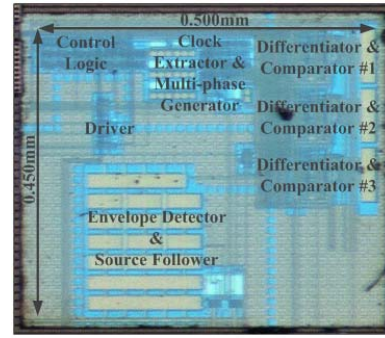 0.500mm
Control
Logic
Clock
Extractor &
Multi-phase
Generator
Differentiator &
Comparator #1
Differentiator &
Comparator #2
Differentiator &
Comparator #3
Driver
0.450mm
Envelope Detector
&
Source Follower